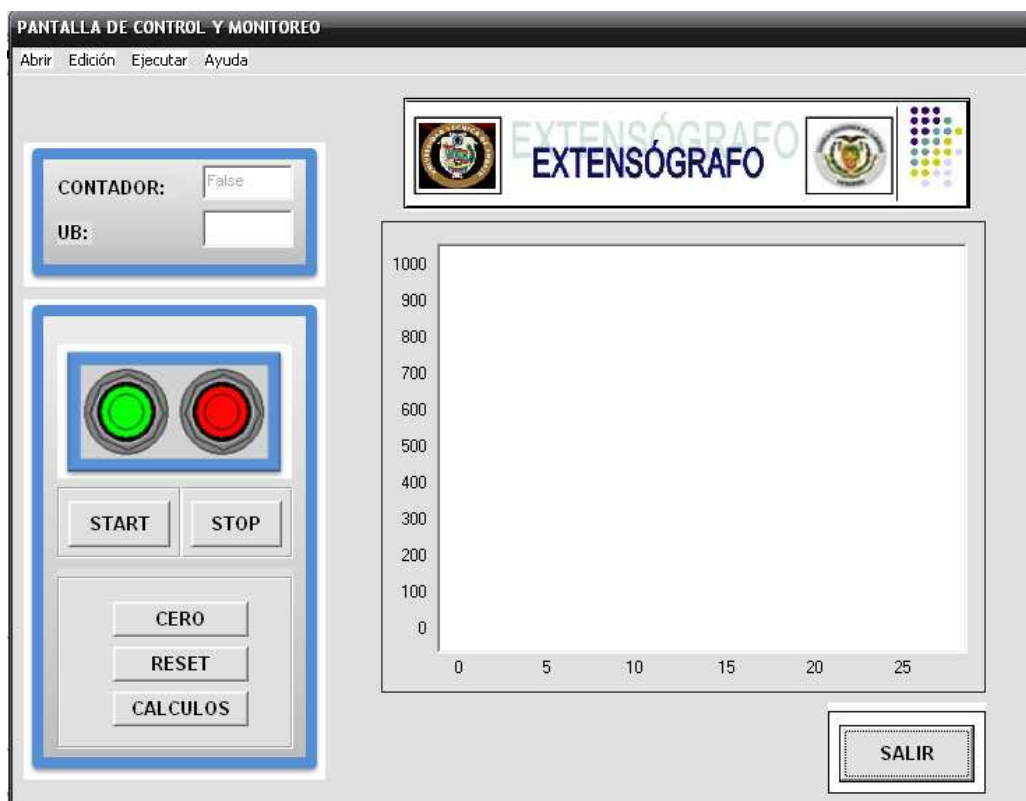 PANTALLA DE CONTROL Y MONITOREO
Abrir Edición Ejecutar Ayuda
EXTENSÓGRAFO
EXTENSÓGRAFO
CONTADOR: False
UB:
START STOP
CERO
RESET
CALCULOS
1000
900
800
700
600
500
400
300
200
100
0
0 5 10 15 20 25
SALIR